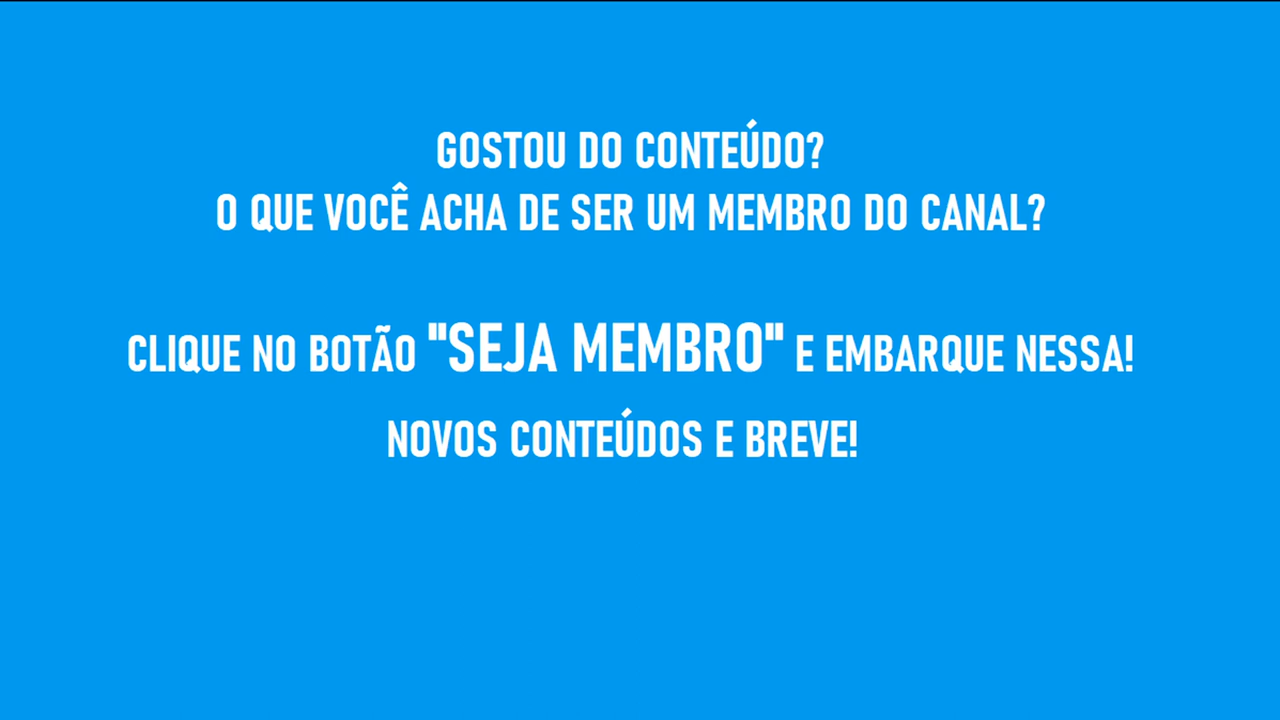 GOSTOU DO CONTEÚDO?
O QUE VOCÊ ACHA DE SER UM MEMBRO DO CANAL?
CLIQUE NO BOTÃO "SEJA MEMBRO" E EMBARQUE NESSA!
NOVOS CONTEÚDOS E BREVE!